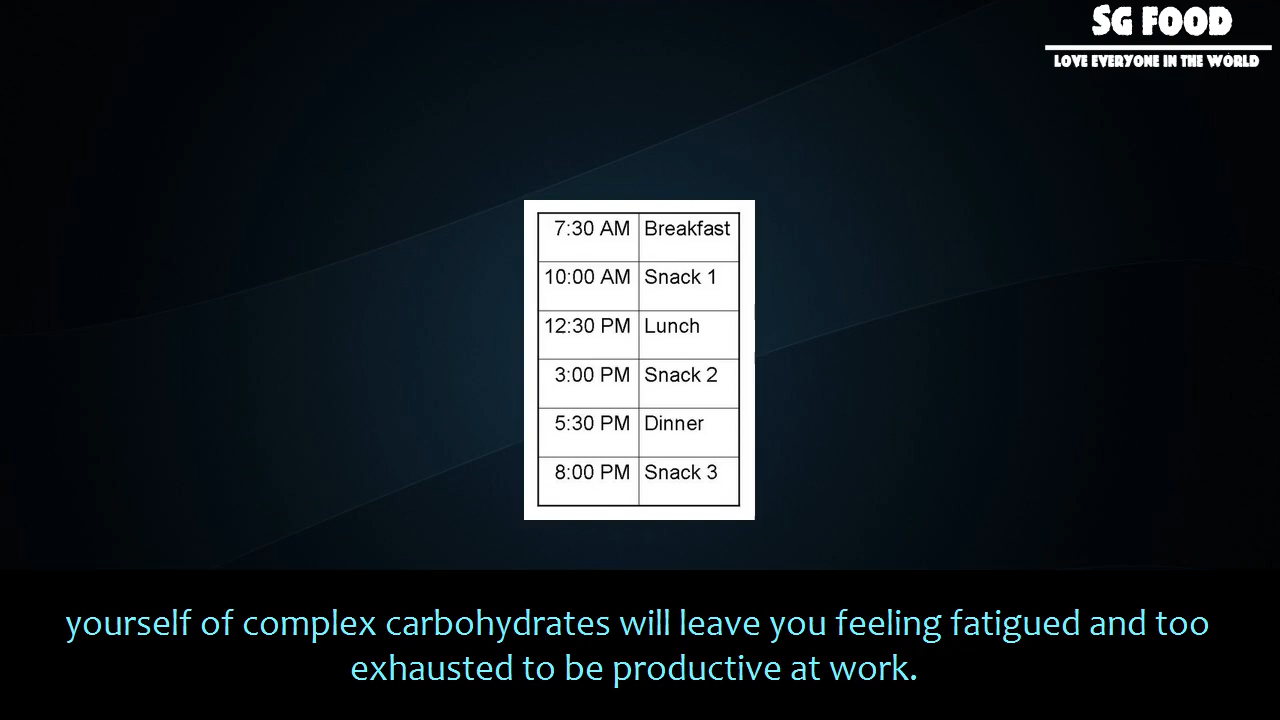 SG FOOD
LOVE EVERYONE IN THE WORLD
7:30 AM Breakfast
10:00 AM Snack 1
12:30 PM Lunch
3:00 PM Snack 2
5:30 PM Dinner
8:00 PM Snack 3
yourself of complex carbohydrates will leave you feeling fatigued and too
exhausted to be productive at work.